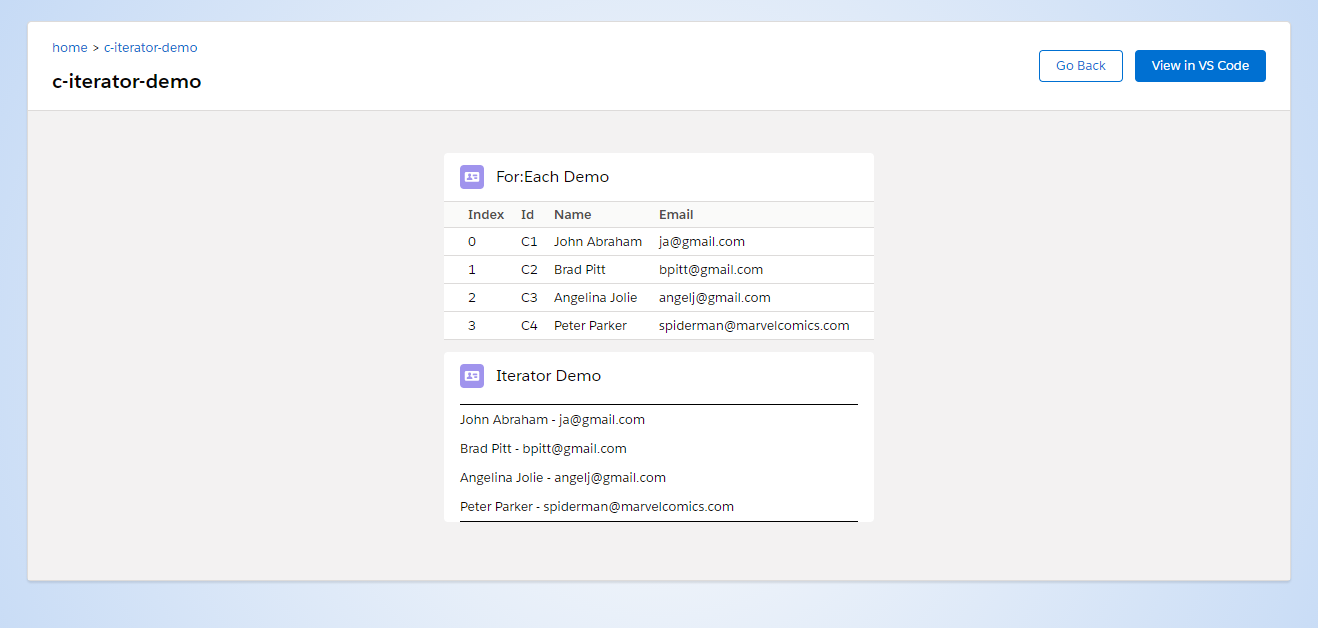 home > c-iterator-demo
c-iterator-demo
Go Back
View in VS Code
For:Each Demo
Index Id Name Email
0 C1 John Abraham ja@gmail.com
1 C2 Brad Pitt bpitt@gmail.com
2 C3 Angelina Jolie angelj@gmail.com
3 C4 Peter Parker spiderman@marvelcomics.com
Iterator Demo
John Abraham - ja@gmail.com
Brad Pitt - bpitt@gmail.com
Angelina Jolie - angelj@gmail.com
Peter Parker - spiderman@marvelcomics.com